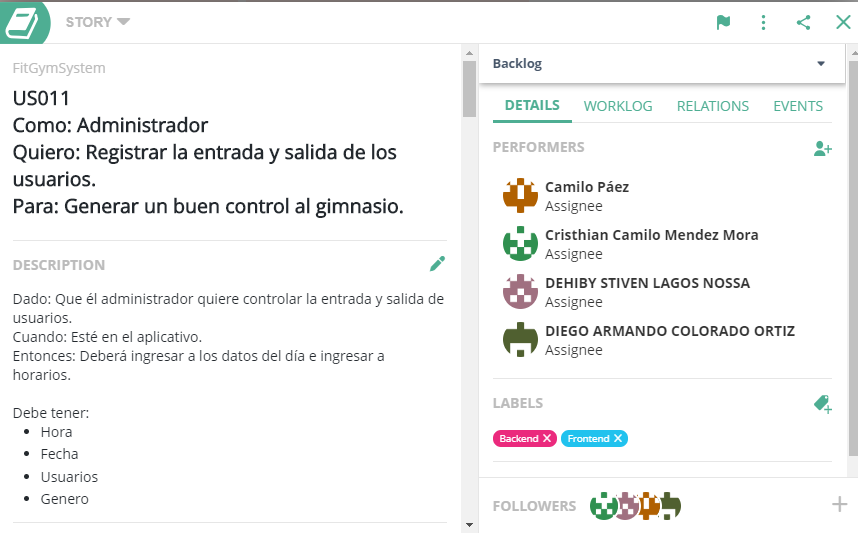 STORY
FitGymSystem
US011
Como: Administrador
Quiero: Registrar la entrada y salida de los
usuarios.
Para: Generar un buen control al gimnasio.
DESCRIPTION
Dado: Que él administrador quiere controlar la entrada y salida de
usuarios.
Cuando: Esté en el aplicativo.
Entonces: Deberá ingresar a los datos del día e ingresar a
horarios.
Debe tener:
Hora
Fecha
Usuarios
Genero
Backlog
DETAILS WORKLOG RELATIONS EVENTS
PERFORMERS
Camilo Páez
Assignee
Cristhian Camilo Mendez Mora
Assignee
DEHIBY STIVEN LAGOS NOSSA
Assignee
DIEGO ARMANDO COLORADO ORTIZ
Assignee
LABELS
Backend Frontend
FOLLOWERS